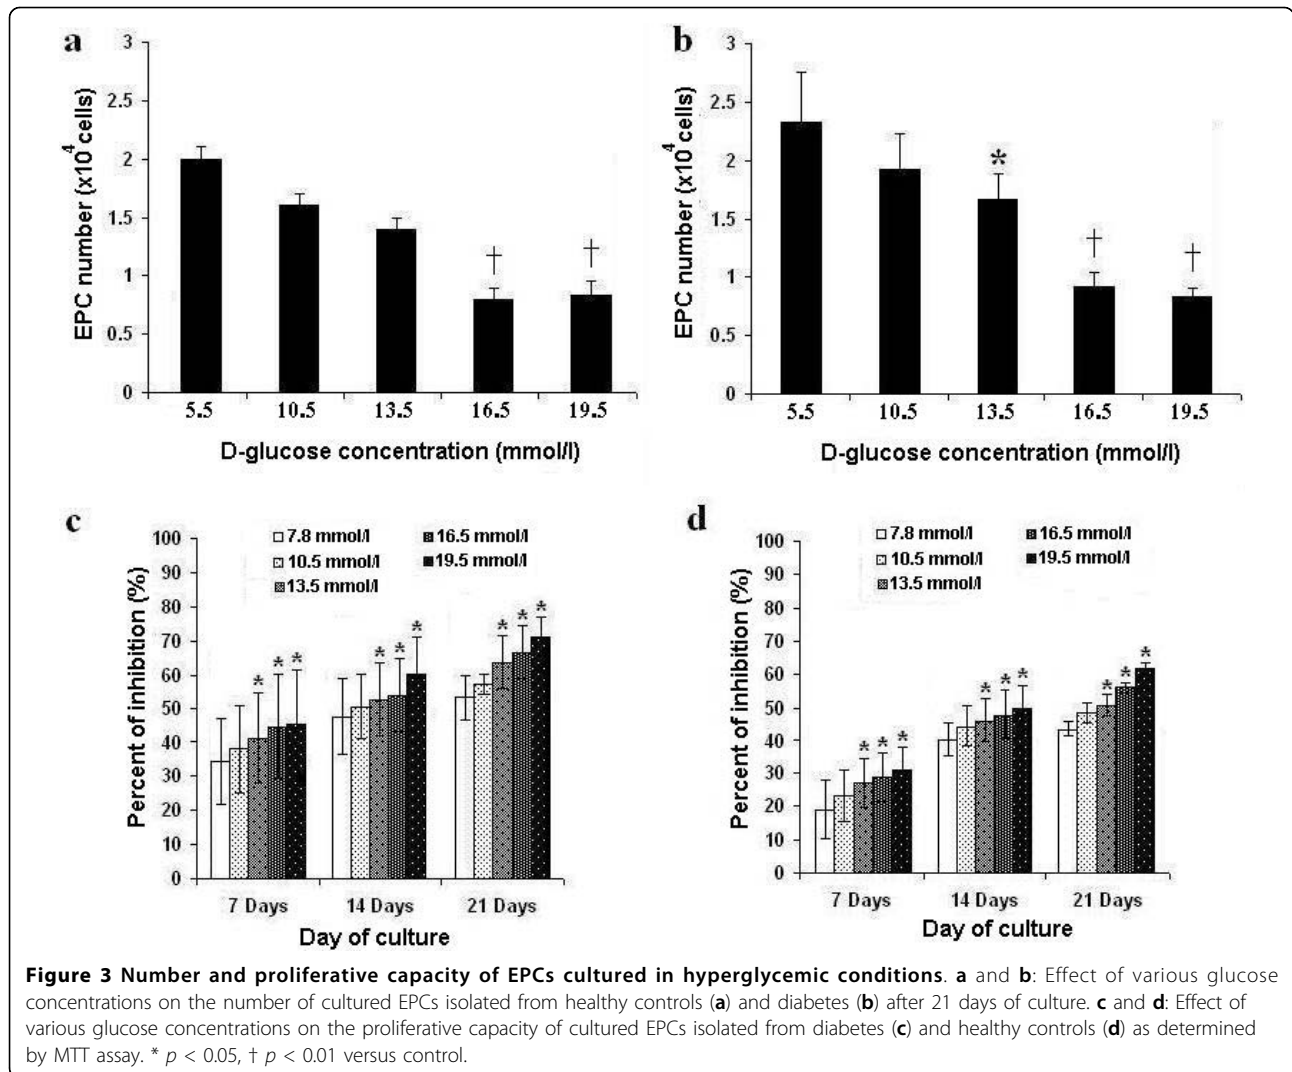 a
3
2.5
2
1.5
1
0.5
0
EPC number (x10^4 cells)
† †
5.5 10.5 13.5 16.5 19.5
D-glucose concentration (mmol/l)
b
3
2.5
2
1.5
1
0.5
0
EPC number (x10^4 cells)
* † †
5.5 10.5 13.5 16.5 19.5
D-glucose concentration (mmol/l)
c
100
90
80
70
60
50
40
30
20
10
0
Percent of inhibition (%)
7.8 mmol/l 16.5 mmol/l
10.5 mmol/l 19.5 mmol/l
13.5 mmol/l
* * * * * * * * *
7 Days 14 Days 21 Days
Day of culture
d
100
90
80
70
60
50
40
30
20
10
0
Percent of inhibition (%)
7.8 mmol/l 16.5 mmol/l
10.5 mmol/l 19.5 mmol/l
13.5 mmol/l
* * * * * * * * *
7 Days 14 Days 21 Days
Day of culture
Figure 3 Number and proliferative capacity of EPCs cultured in hyperglycemic conditions. a and b: Effect of various glucose
concentrations on the number of cultured EPCs isolated from healthy controls (a) and diabetes (b) after 21 days of culture. c and d: Effect of
various glucose concentrations on the proliferative capacity of cultured EPCs isolated from diabetes (c) and healthy controls (d) as determined
by MTT assay. * p < 0.05, † p < 0.01 versus control.